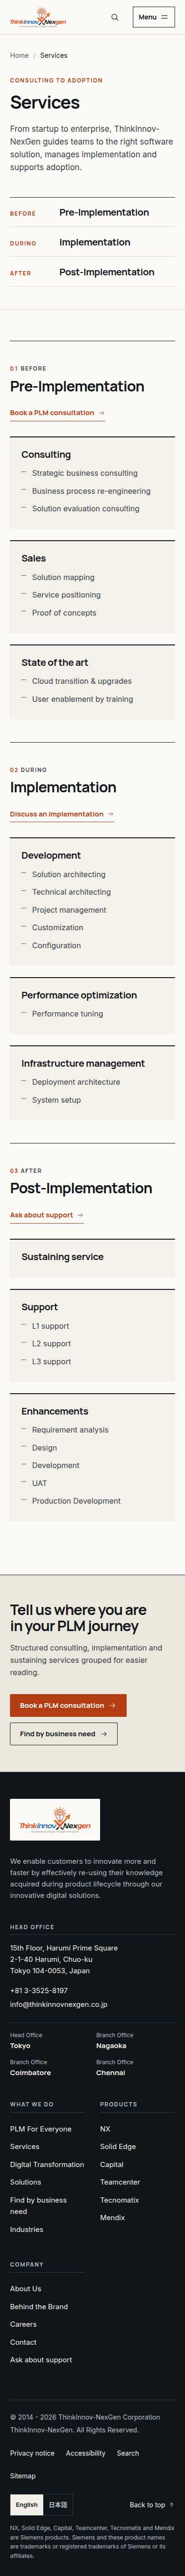 ThinkInnov Nexgen
Menu
Home / Services
CONSULTING TO ADOPTION
Services
From startup to enterprise, ThinkInnov-
NexGen guides teams to the right software
solution, manages implementation and
supports adoption.
BEFORE Pre-Implementation
DURING Implementation
AFTER Post-Implementation
01 BEFORE
Pre-Implementation
Book a PLM consultation →
Consulting
— Strategic business consulting
— Business process re-engineering
— Solution evaluation consulting
Sales
— Solution mapping
— Service positioning
— Proof of concepts
State of the art
— Cloud transition & upgrades
— User enablement by training
02 DURING
Implementation
Discuss an implementation →
Development
— Solution architecting
— Technical architecting
— Project management
— Customization
— Configuration
Performance optimization
— Performance tuning
Infrastructure management
— Deployment architecture
— System setup
03 AFTER
Post-Implementation
Ask about support →
Sustaining service
Support
— L1 support
— L2 support
— L3 support
Enhancements
— Requirement analysis
— Design
— Development
— UAT
— Production Development
Tell us where you are
in your PLM journey
Structured consulting, implementation and
sustaining services grouped for easier
reading.
Book a PLM consultation →
Find by business need →
ThinkInnov Nexgen
We enable customers to innovate more and
faster by effectively re-using their knowledge
acquired during product lifecycle through our
innovative digital solutions.
HEAD OFFICE
15th Floor, Harumi Prime Square
2-1-40 Harumi, Chuo-ku
Tokyo 104-0053, Japan
+81 3-3525-8197
info@thinkinnovnexgen.co.jp
Head Office
Tokyo
Branch Office
Nagaoka
Branch Office
Coimbatore
Branch Office
Chennai
WHAT WE DO
PLM For Everyone
Services
Digital Transformation
Solutions
Find by business
need
Industries
PRODUCTS
NX
Solid Edge
Capital
Teamcenter
Tecnomatix
Mendix
COMPANY
About Us
Behind the Brand
Careers
Contact
Ask about support
© 2014 - 2026 ThinkInnov-NexGen Corporation
ThinkInnov-NexGen. All Rights Reserved.
Privacy notice Accessibility Search
Sitemap
English 日本語
Back to top ↑
NX, Solid Edge, Capital, Teamcenter, Tecnomatix and Mendix
are Siemens products. Siemens and these product names
are trademarks or registered trademarks of Siemens or its
affiliates.